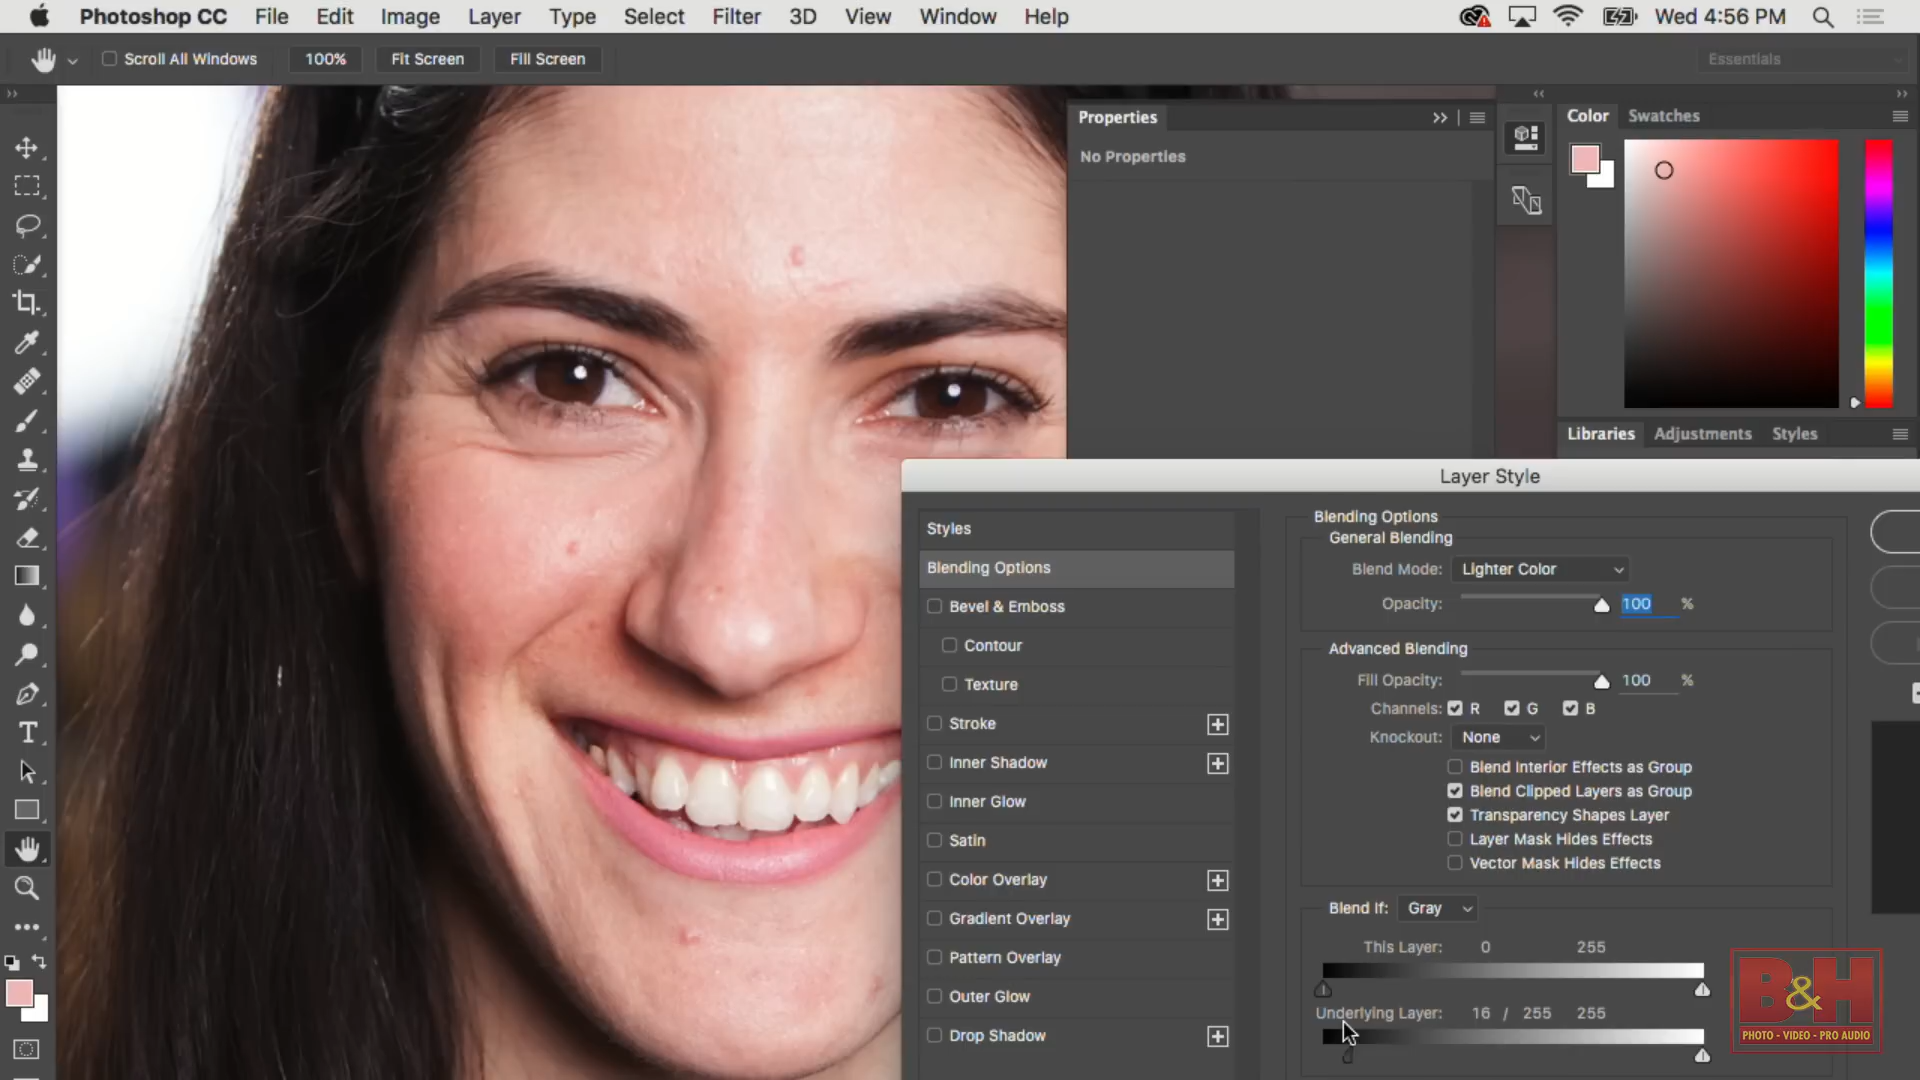 Photoshop CC File Edit Image Layer Type Select Filter 3D View Window Help Wed 4:56 PM
Scroll All Windows 100% Fit Screen Fill Screen Essentials
Properties
No Properties
Color Swatches
Libraries Adjustments Styles
Layer Style
Styles
Blending Options
Bevel & Emboss
Contour
Texture
Stroke
Inner Shadow
Inner Glow
Satin
Color Overlay
Gradient Overlay
Pattern Overlay
Outer Glow
Drop Shadow
Blending Options
General Blending
Blend Mode: Lighter Color
Opacity: 100 %
Advanced Blending
Fill Opacity: 100 %
Channels: R G B
Knockout: None
Blend Interior Effects as Group
Blend Clipped Layers as Group
Transparency Shapes Layer
Layer Mask Hides Effects
Vector Mask Hides Effects
Blend If: Gray
This Layer: 0 255
Underlying Layer: 16 / 255 255
B&H
PHOTO - VIDEO - PRO AUDIO